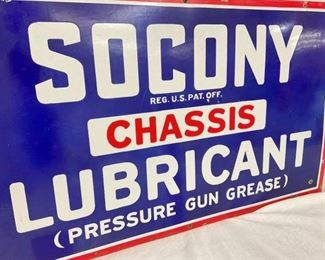 SOCONY
REG. U.S. PAT. OFF.
CHASSIS
LUBRICANT
(PRESSURE GUN GREASE)